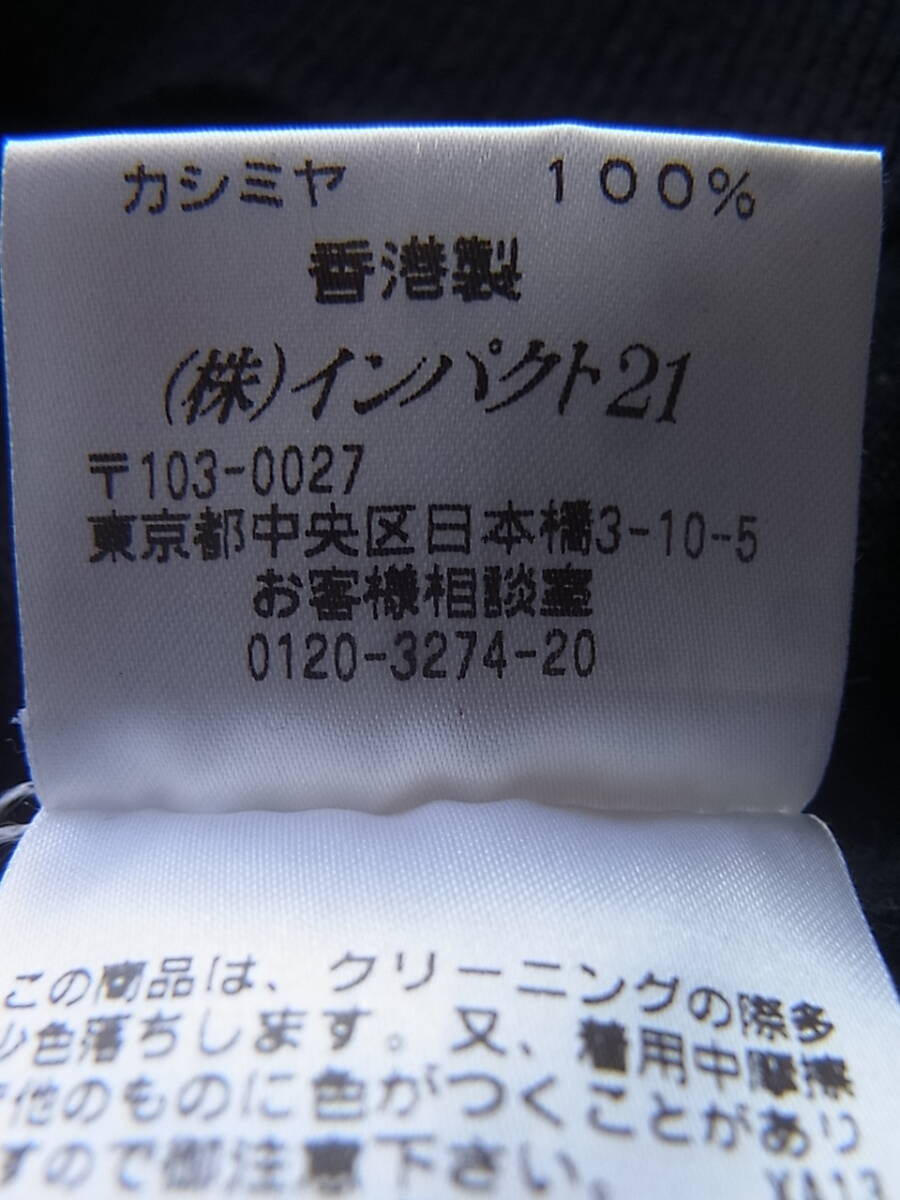 カシミヤ 100%
香港製
(株)インパクト21
〒103-0027
東京都中央区日本橋3-10-5
お客様相談室
0120-3274-20
この商品は、クリーニングの際多
少色落ちします。又、着用中摩擦
で他のものに色がつくことがあり
ますので御注意下さい。